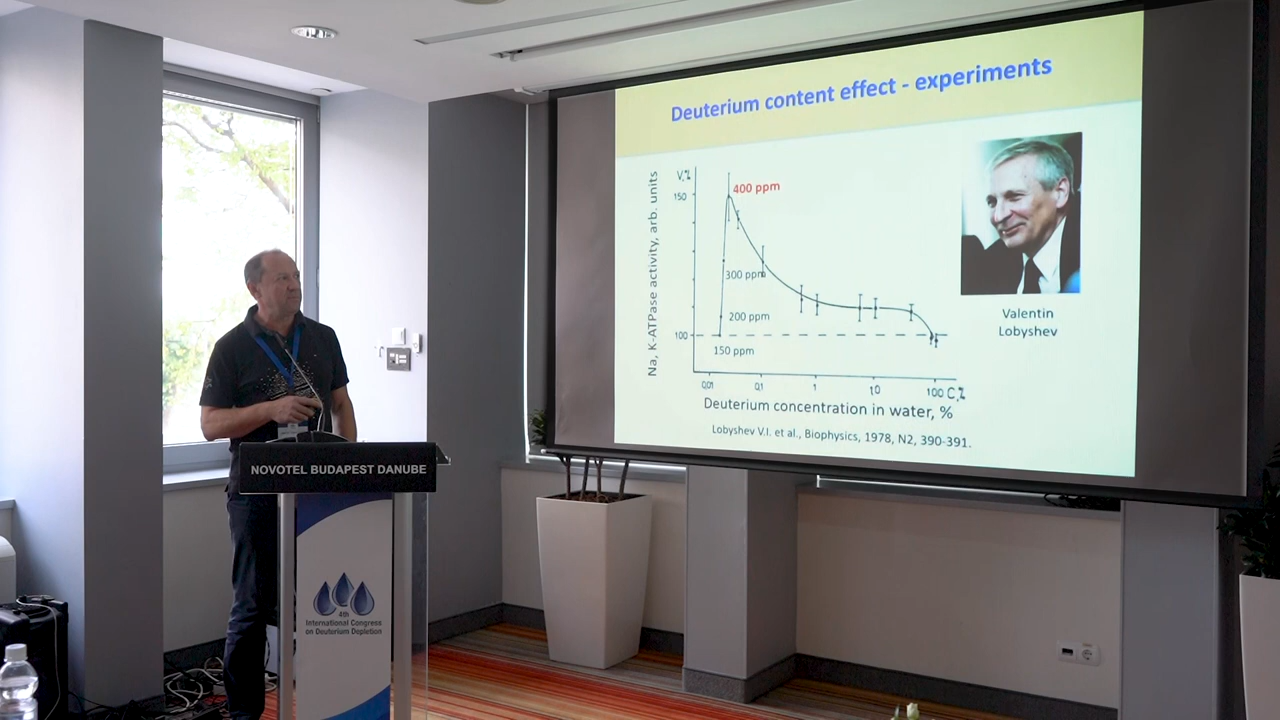 Deuterium content effect - experiments
Na, K-ATPase activity, arb. units
V,%
150
100
400 ppm
300 ppm
200 ppm
150 ppm
0,01
0,1
1
10
100 C,%
Deuterium concentration in water, %
Lobyshev V.I. et al., Biophysics, 1978, N2, 390-391.
Valentin
Lobyshev
NOVOTEL BUDAPEST DANUBE
4th
International Congress
on Deuterium Depletion